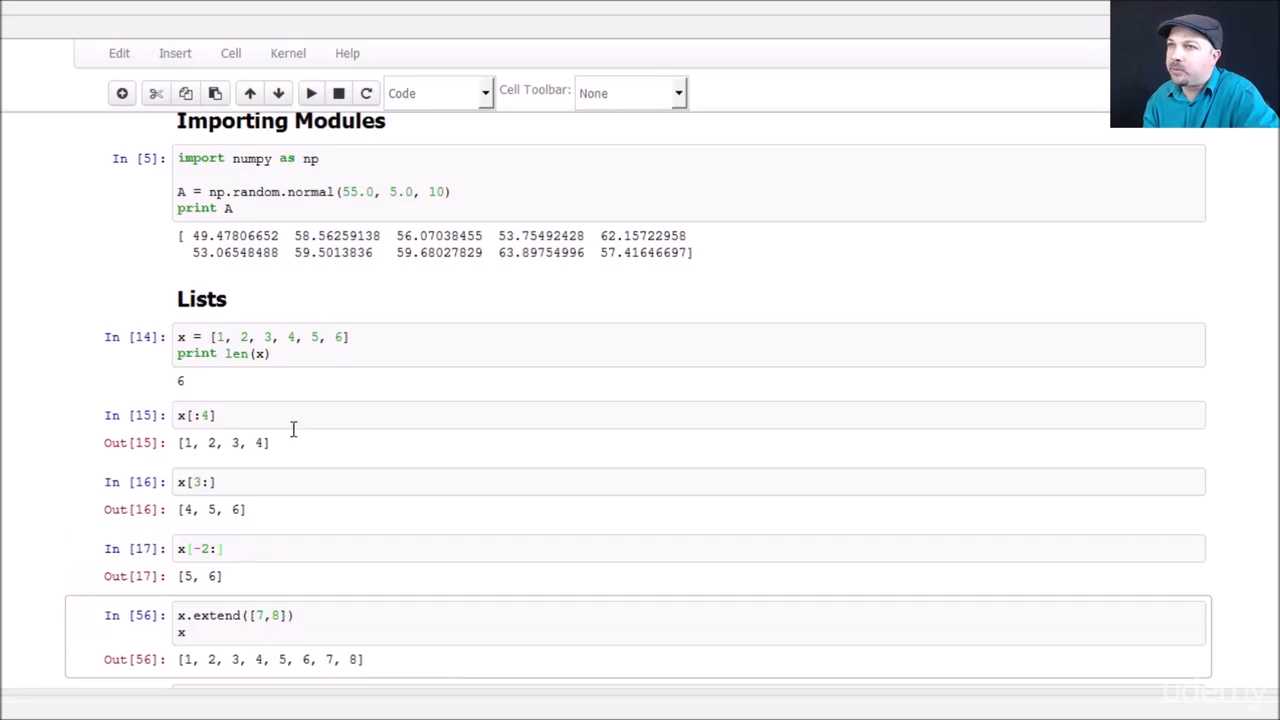 Edit Insert Cell Kernel Help
Code Cell Toolbar: None
Importing Modules
In [5]: import numpy as np
A = np.random.normal(55.0, 5.0, 10)
print A
[ 49.47806652 58.56259138 56.07038455 53.75492428 62.15722958
53.06548488 59.5013836 59.68027829 63.89754996 57.41646697]
Lists
In [14]: x = [1, 2, 3, 4, 5, 6]
print len(x)
6
In [15]: x[:4]
Out[15]: [1, 2, 3, 4]
In [16]: x[3:]
Out[16]: [4, 5, 6]
In [17]: x[-2:]
Out[17]: [5, 6]
In [56]: x.extend([7,8])
x
Out[56]: [1, 2, 3, 4, 5, 6, 7, 8]
udemy